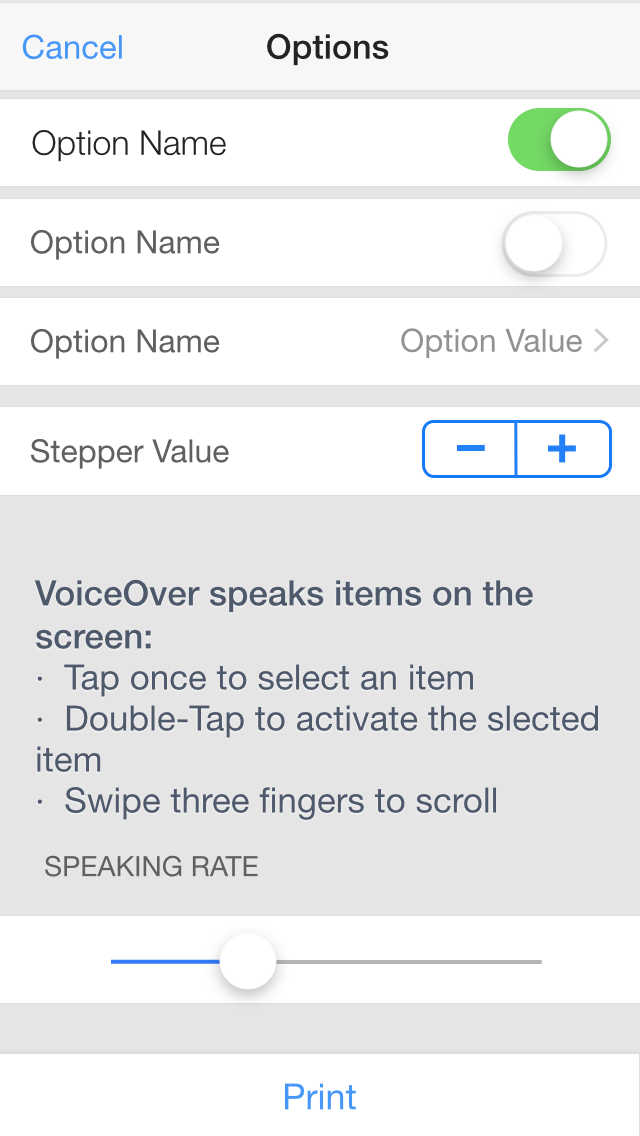 Cancel Options
Option Name
Option Name
Option Name Option Value
Stepper Value
VoiceOver speaks items on the
screen:
· Tap once to select an item
· Double-Tap to activate the slected
item
· Swipe three fingers to scroll
SPEAKING RATE
Print